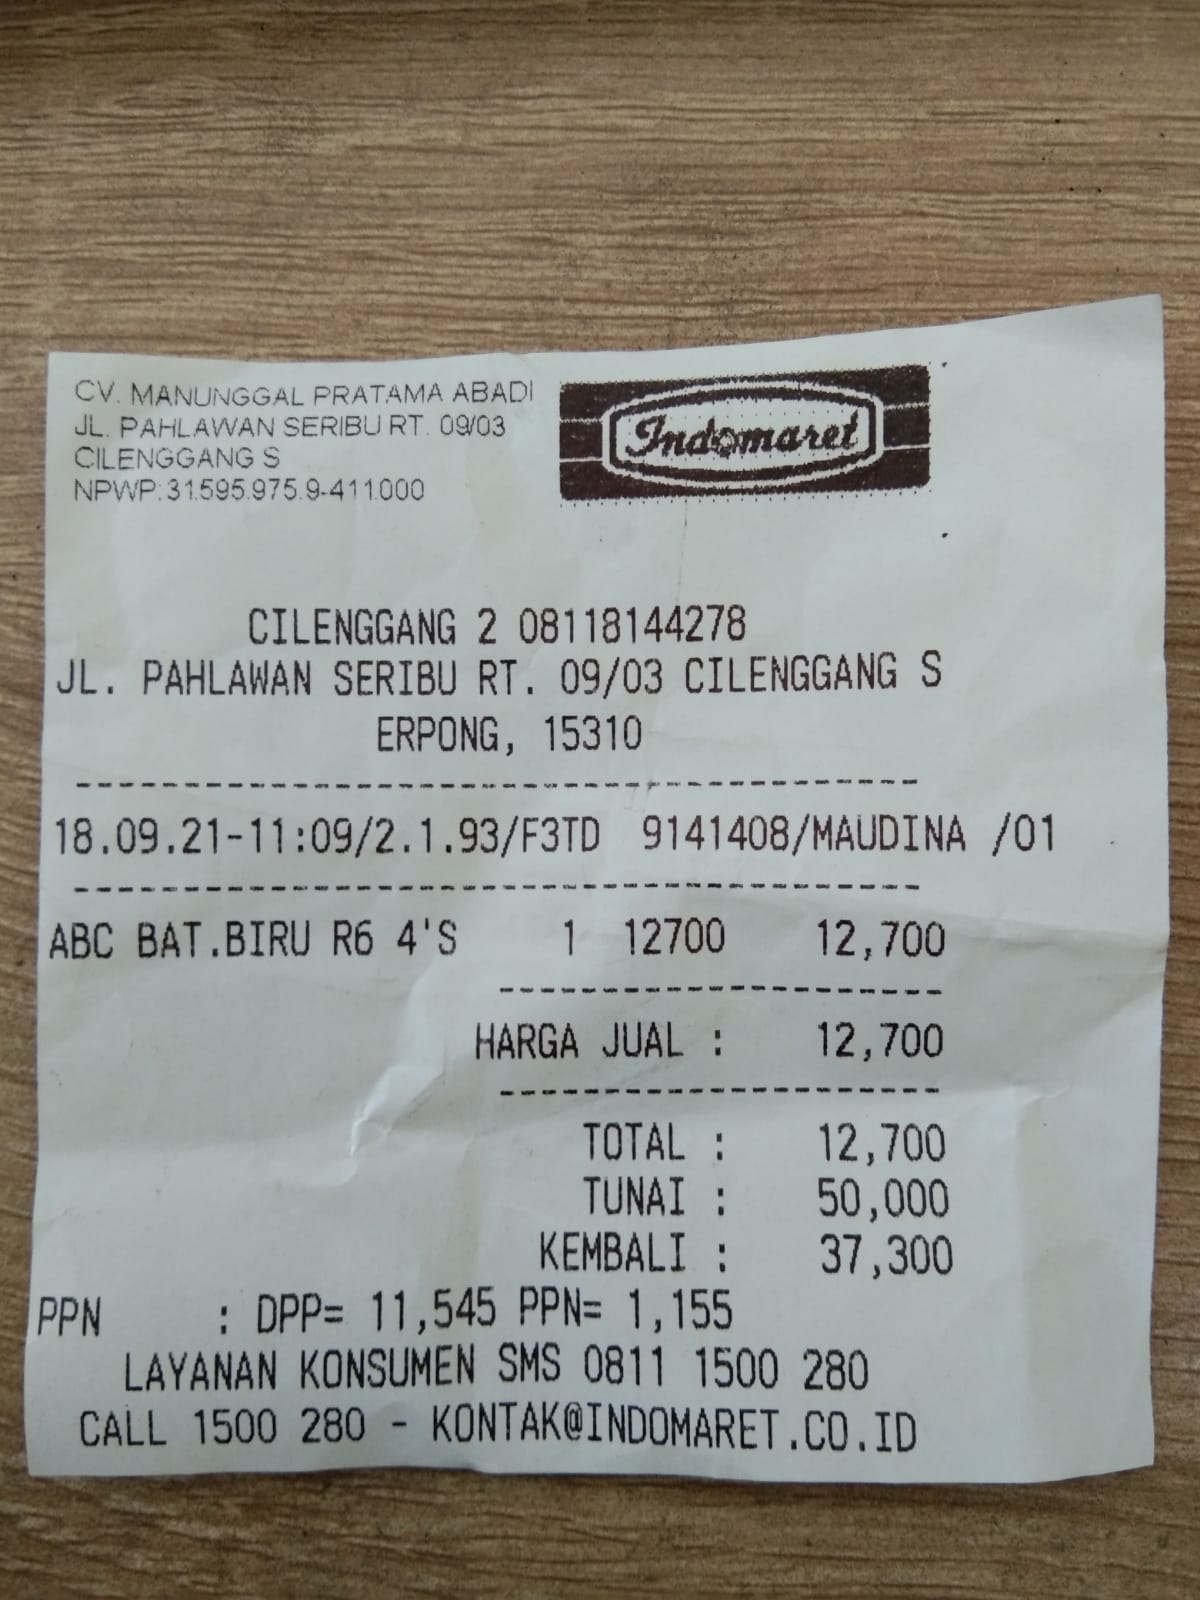 CV. MANUNGGAL PRATAMA ABADI
JL. PAHLAWAN SERIBU RT. 09/03
CILENGGANG S
NPWP:31.595.975.9-411.000
Indomaret
CILENGGANG 2 08118144278
JL. PAHLAWAN SERIBU RT. 09/03 CILENGGANG S
ERPONG, 15310
18.09.21-11:09/2.1.93/F3TD 9141408/MAUDINA /01
ABC BAT.BIRU R6 4'S 1 12700 12,700
HARGA JUAL : 12,700
TOTAL : 12,700
TUNAI : 50,000
KEMBALI : 37,300
PPN : DPP= 11,545 PPN= 1,155
LAYANAN KONSUMEN SMS 0811 1500 280
CALL 1500 280 - KONTAK@INDOMARET.CO.ID